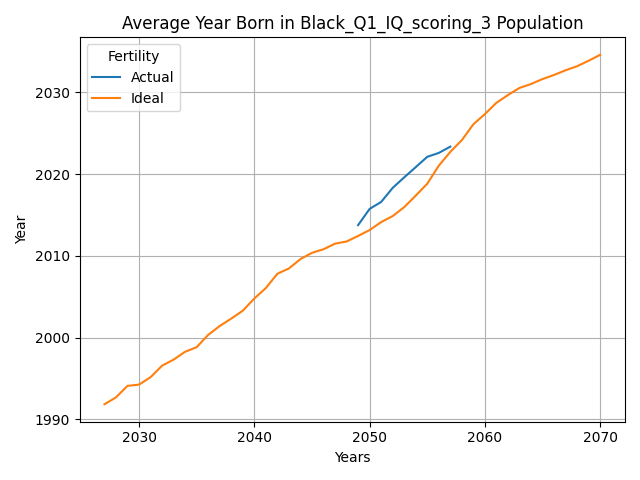 Average Year Born in Black_Q1_IQ_scoring_3 Population
Fertility
Actual
Ideal
Year
2030
2020
2010
2000
1990
2030 2040 2050 2060 2070
Years